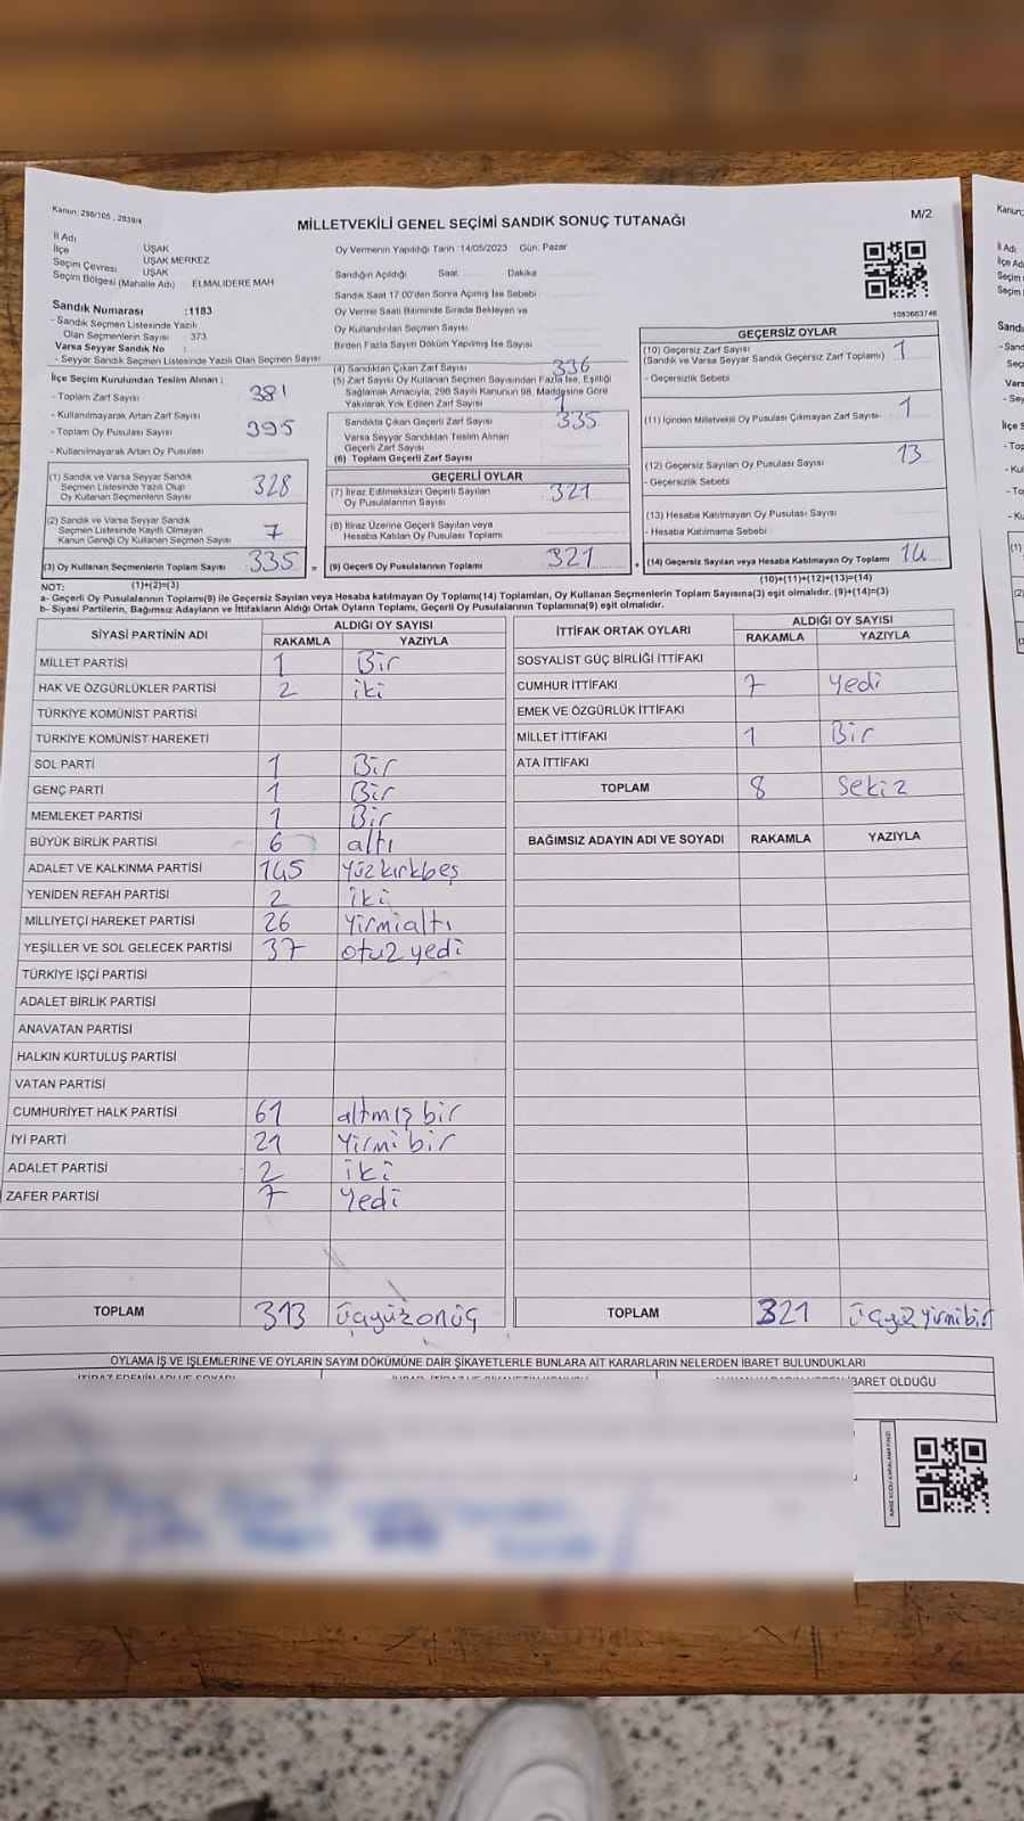 Kanun: 298/105 , 2839/4
MİLLETVEKİLİ GENEL SEÇİMİ SANDIK SONUÇ TUTANAĞI
M/2
İl Adı
UŞAK
İlçe
UŞAK MERKEZ
Seçim Çevresi
UŞAK
Seçim Bölgesi (Mahalle Adı)
ELMALIDERE MAH
Sandık Numarası :1183
- Sandık Seçmen Listesinde Yazılı
Olan Seçmenlerin Sayısı : 373
Varsa Seyyar Sandık No :
- Seyyar Sandık Seçmen Listesinde Yazılı Olan Seçmen Sayısı
İlçe Seçim Kurulundan Teslim Alınan :
- Toplam Zarf Sayısı 381
- Kullanılmayarak Artan Zarf Sayısı
- Toplam Oy Pusulası Sayısı 395
- Kullanılmayarak Artan Oy Pusulası
(1) Sandık ve Varsa Seyyar Sandık
Seçmen Listesinde Yazılı Olup
Oy Kullanan Seçmenlerin Sayısı 328
(2) Sandık ve Varsa Seyyar Sandık
Seçmen Listesinde Kayıtlı Olmayan
Kanun Gereği Oy Kullanan Seçmen Sayısı 7
(3) Oy Kullanan Seçmenlerin Toplam Sayısı 335
(1)+(2)=(3)
Oy Vermenin Yapıldığı Tarih :14/05/2023 Gün: Pazar
Sandığın Açıldığı Saat Dakika
Sandık Saat 17:00'den Sonra Açılmış İse Sebebi
Oy Verme Saati Bitiminde Sırada Bekleyen ve
Oy Kullandırılan Seçmen Sayısı
Birden Fazla Sayım Döküm Yapılmış İse Sayısı
(4) Sandıktan Çıkan Zarf Sayısı 336
(5) Zarf Sayısı Oy Kullanan Seçmen Sayısından Fazla İse, Eşitliği
Sağlamak Amacıyla, 298 Sayılı Kanunun 98. Maddesine Göre
Yakılarak Yok Edilen Zarf Sayısı 1
Sandıkta Çıkan Geçerli Zarf Sayısı 335
Varsa Seyyar Sandıktan Teslim Alınan
Geçerli Zarf Sayısı
(6) Toplam Geçerli Zarf Sayısı
GEÇERLİ OYLAR
(7) İtiraz Edilmeksizin Geçerli Sayılan
Oy Pusulalarının Sayısı 321
(8) İtiraz Üzerine Geçerli Sayılan veya
Hesaba Katılan Oy Pusulası Toplamı
= (9) Geçerli Oy Pusulalarının Toplamı 321 +
1083663746
GEÇERSİZ OYLAR
(10) Geçersiz Zarf Sayısı 1
(Sandık ve Varsa Seyyar Sandık Geçersiz Zarf Toplamı)
- Geçersizlik Sebebi
(11) İçinden Milletvekili Oy Pusulası Çıkmayan Zarf Sayısı 1
(12) Geçersiz Sayılan Oy Pusulası Sayısı 13
- Geçersizlik Sebebi
(13) Hesaba Katılmayan Oy Pusulası Sayısı
- Hesaba Katılmama Sebebi
(14) Geçersiz Sayılan veya Hesaba Katılmayan Oy Toplamı 14
(10)+(11)+(12)+(13)=(14)
NOT:
a- Geçerli Oy Pusulalarının Toplamı(9) ile Geçersiz Sayılan veya Hesaba katılmayan Oy Toplamı(14) Toplamları, Oy Kullanan Seçmenlerin Toplam Sayısına(3) eşit olmalıdır. (9)+(14)=(3)
b- Siyasi Partilerin, Bağımsız Adayların ve İttifakların Aldığı Ortak Oyların Toplamı, Geçerli Oy Pusulalarının Toplamına(9) eşit olmalıdır.
SİYASİ PARTİNİN ADI
ALDIĞI OY SAYISI
RAKAMLA YAZIYLA
MİLLET PARTİSİ 1 Bir
HAK VE ÖZGÜRLÜKLER PARTİSİ 2 iki
TÜRKİYE KOMÜNİST PARTİSİ
TÜRKİYE KOMÜNİST HAREKETİ
SOL PARTİ 1 Bir
GENÇ PARTİ 1 Bir
MEMLEKET PARTİSİ 1 Bir
BÜYÜK BİRLİK PARTİSİ 6 altı
ADALET VE KALKINMA PARTİSİ 145 yüzkırkbeş
YENİDEN REFAH PARTİSİ 2 iki
MİLLİYETÇİ HAREKET PARTİSİ 26 Yirmialtı
YEŞİLLER VE SOL GELECEK PARTİSİ 37 otuz yedi
TÜRKİYE İŞÇİ PARTİSİ
ADALET BİRLİK PARTİSİ
ANAVATAN PARTİSİ
HALKIN KURTULUŞ PARTİSİ
VATAN PARTİSİ
CUMHURİYET HALK PARTİSİ 61 altmış bir
İYİ PARTİ 21 Yirmi bir
ADALET PARTİSİ 2 iki
ZAFER PARTİSİ 7 Yedi
TOPLAM 313 üçyüzonüç
İTTİFAK ORTAK OYLARI
ALDIĞI OY SAYISI
RAKAMLA YAZIYLA
SOSYALİST GÜÇ BİRLİĞİ İTTİFAKI
CUMHUR İTTİFAKI 7 Yedi
EMEK VE ÖZGÜRLÜK İTTİFAKI
MİLLET İTTİFAKI 1 Bir
ATA İTTİFAKI
TOPLAM 8 Sekiz
BAĞIMSIZ ADAYIN ADI VE SOYADI RAKAMLA YAZIYLA
TOPLAM 321 üçyüzyirmibir
OYLAMA İŞ VE İŞLEMLERİNE VE OYLARIN SAYIM DÖKÜMÜNE DAİR ŞİKAYETLERLE BUNLARA AİT KARARLARIN NELERDEN İBARET BULUNDUKLARI
İBARET OLDUĞU